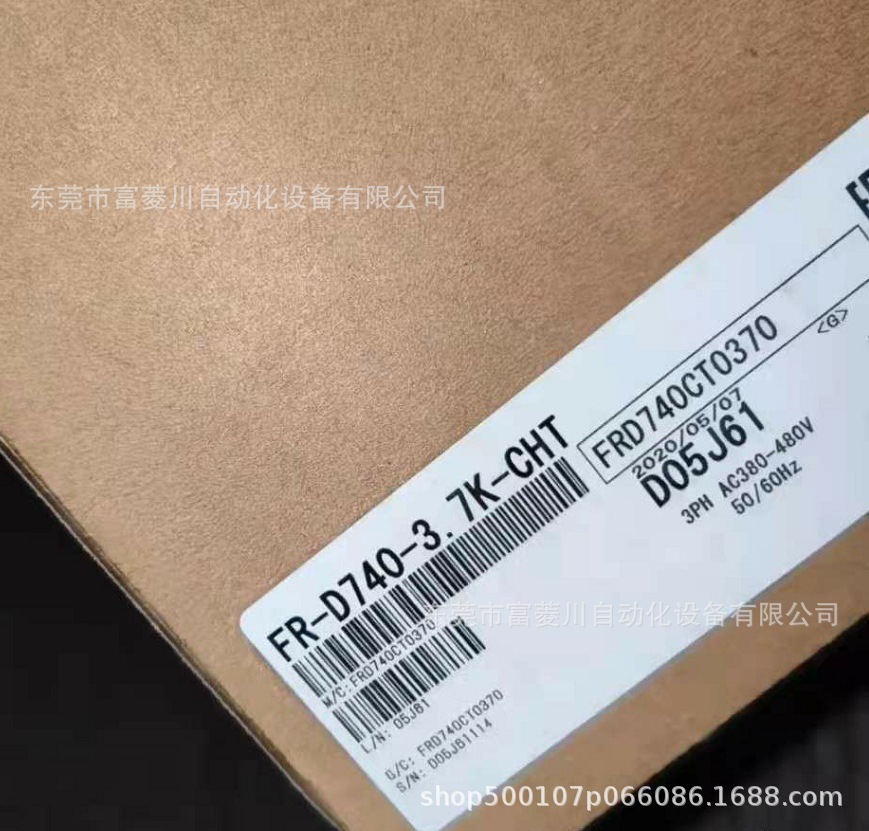 东莞市富菱川自动化设备有限公司
FR-D740-3.7K-CHT
M/C:FRD740CT0370
L/N: 05J61
G/C: FRD740CT0370
S/N: D05J61114
FRD740CT0370
2020/05/07
D05J61
<G>
3PH AC380-480V
50/60Hz
东莞市富菱川自动化设备有限公司
shop500107p066086.1688.com